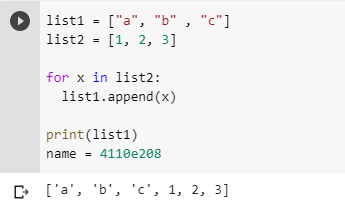 list1 = ["a", "b" , "c"]
list2 = [1, 2, 3]

for x in list2:
  list1.append(x)

print(list1)
name = 4110e208
['a', 'b', 'c', 1, 2, 3]